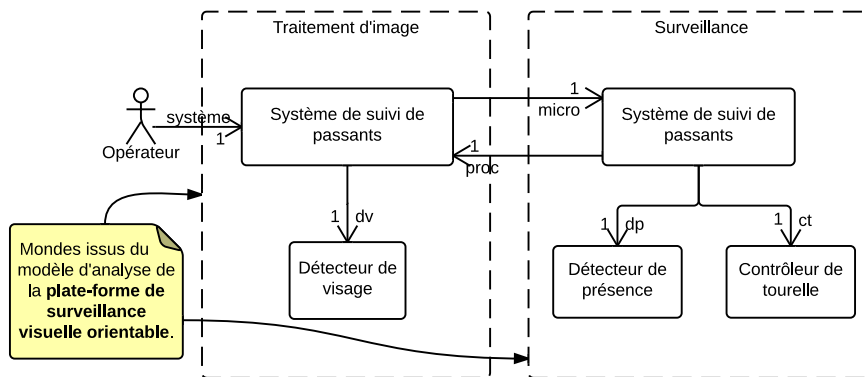 Traitement d'image
Surveillance
système
1
Opérateur
Système de suivi de
passants
1
micro
1
proc
Système de suivi de
passants
1 dv
1 dp
1 ct
Mondes issus du
modèle d'analyse de
la plate-forme de
surveillance
visuelle orientable.
Détecteur de
visage
Détecteur de
présence
Contrôleur de
tourelle